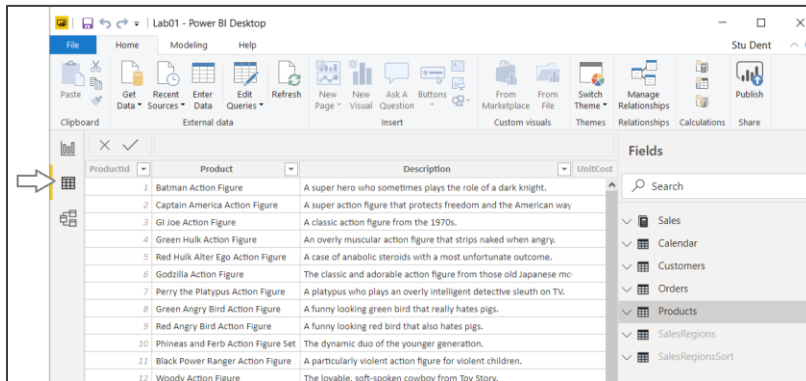 Lab01 - Power BI Desktop
File Home Modeling Help Stu Dent
Paste
Get Data
Recent Sources
Enter Data
Edit Queries
Refresh
New Page
New Visual
Ask A Question
Buttons
From Marketplace
From File
Switch Theme
Manage Relationships
Publish
Clipboard External data Insert Custom visuals Themes Relationships Calculations Share
ProductId Product Description UnitCost
1 Batman Action Figure A super hero who sometimes plays the role of a dark knight.
2 Captain America Action Figure A super action figure that protects freedom and the American way
3 GI Joe Action Figure A classic action figure from the 1970s.
4 Green Hulk Action Figure An overly muscular action figure that strips naked when angry.
5 Red Hulk Alter Ego Action Figure A case of anabolic steroids with a most unfortunate outcome.
6 Godzilla Action Figure The classic and adorable action figure from those old Japanese mo
7 Perry the Platypus Action Figure A platypus who plays an overly intelligent detective sleuth on TV.
8 Green Angry Bird Action Figure A funny looking green bird that really hates pigs.
9 Red Angry Bird Action Figure A funny looking red bird that also hates pigs.
10 Phineas and Ferb Action Figure Set The dynamic duo of the younger generation.
11 Black Power Ranger Action Figure A particularly violent action figure for violent children.
12 Woody Action Figure The lovable, soft-spoken cowboy from Toy Story.
Fields
Search
Sales
Calendar
Customers
Orders
Products
SalesRegions
SalesRegionsSort